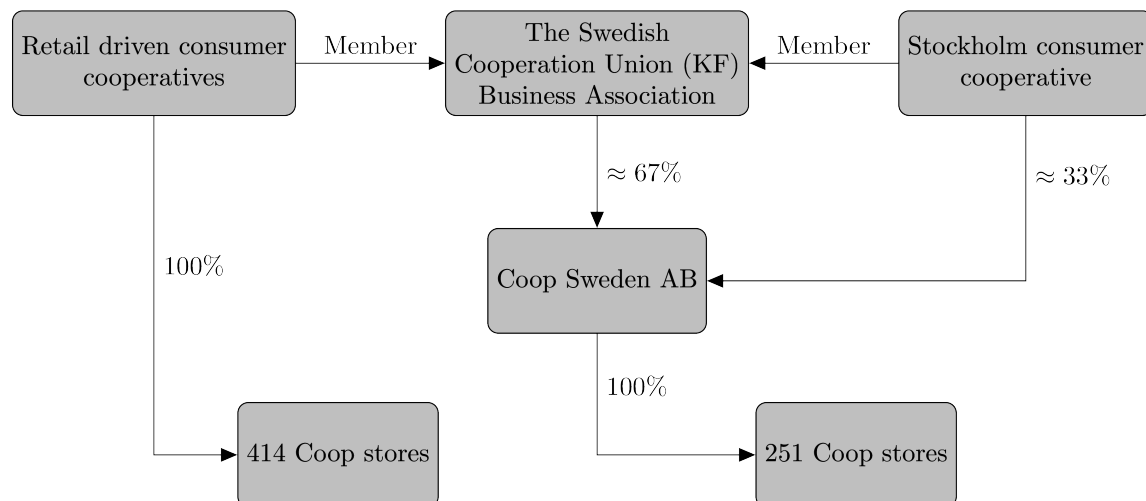 Retail driven consumer
cooperatives
Member
The Swedish
Cooperation Union (KF)
Business Association
Member
Stockholm consumer
cooperative
≈ 67%
≈ 33%
100%
Coop Sweden AB
100%
414 Coop stores
251 Coop stores